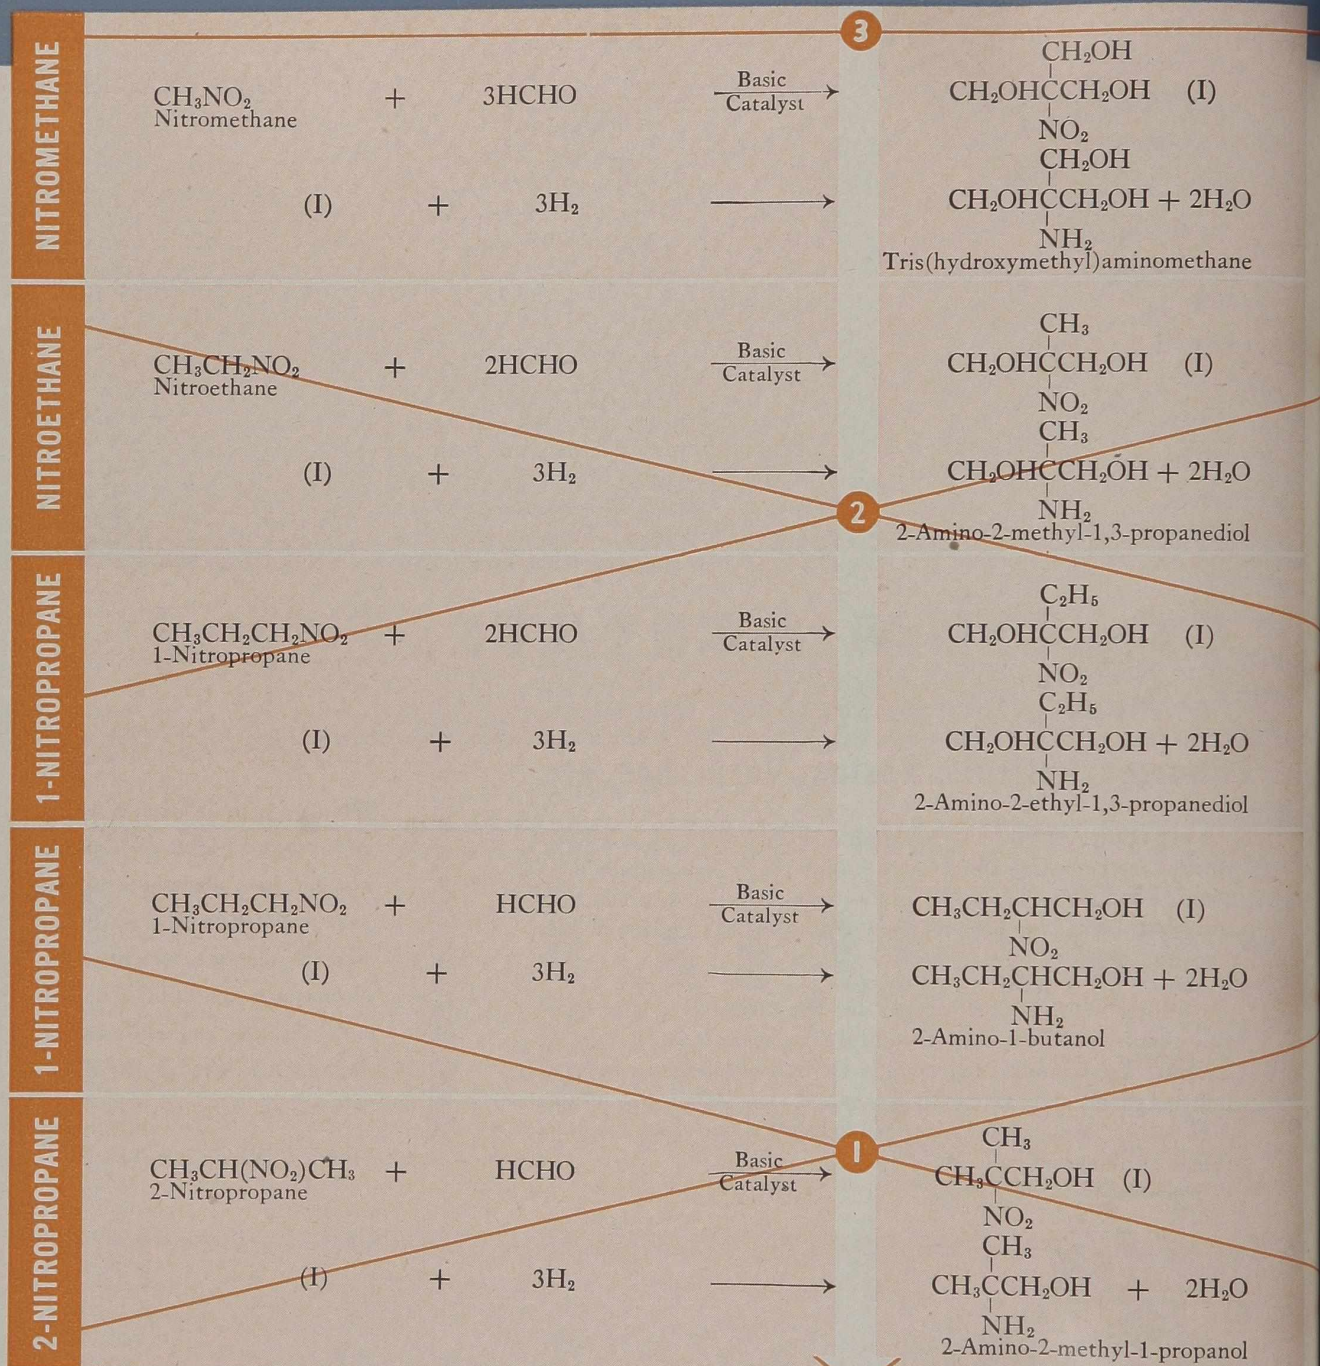 NITROMETHANE
3
CH₂OH
CH₃NO₂ + 3HCHO Basic Catalyst → CH₂OHCCH₂OH (I)
Nitromethane
NO₂
CH₂OH
(I) + 3H₂ → CH₂OHCCH₂OH + 2H₂O
NH₂
Tris(hydroxymethyl)aminomethane
NITROETHANE
CH₃
CH₃CH₂NO₂ + 2HCHO Basic Catalyst → CH₂OHCCH₂OH (I)
Nitroethane
NO₂
CH₃
(I) + 3H₂ → CH₂OHCCH₂OH + 2H₂O
2
NH₂
2-Amino-2-methyl-1,3-propanediol
1-NITROPROPANE
C₂H₅
CH₃CH₂CH₂NO₂ + 2HCHO Basic Catalyst → CH₂OHCCH₂OH (I)
1-Nitropropane
NO₂
C₂H₅
(I) + 3H₂ → CH₂OHCCH₂OH + 2H₂O
NH₂
2-Amino-2-ethyl-1,3-propanediol
1-NITROPROPANE
CH₃CH₂CH₂NO₂ + HCHO Basic Catalyst → CH₃CH₂CHCH₂OH (I)
1-Nitropropane
NO₂
(I) + 3H₂ → CH₃CH₂CHCH₂OH + 2H₂O
NH₂
2-Amino-1-butanol
2-NITROPROPANE
1
CH₃
CH₃CH(NO₂)CH₃ + HCHO Basic Catalyst → CH₃CCH₂OH (I)
2-Nitropropane
NO₂
CH₃
(I) + 3H₂ → CH₃CCH₂OH + 2H₂O
NH₂
2-Amino-2-methyl-1-propanol